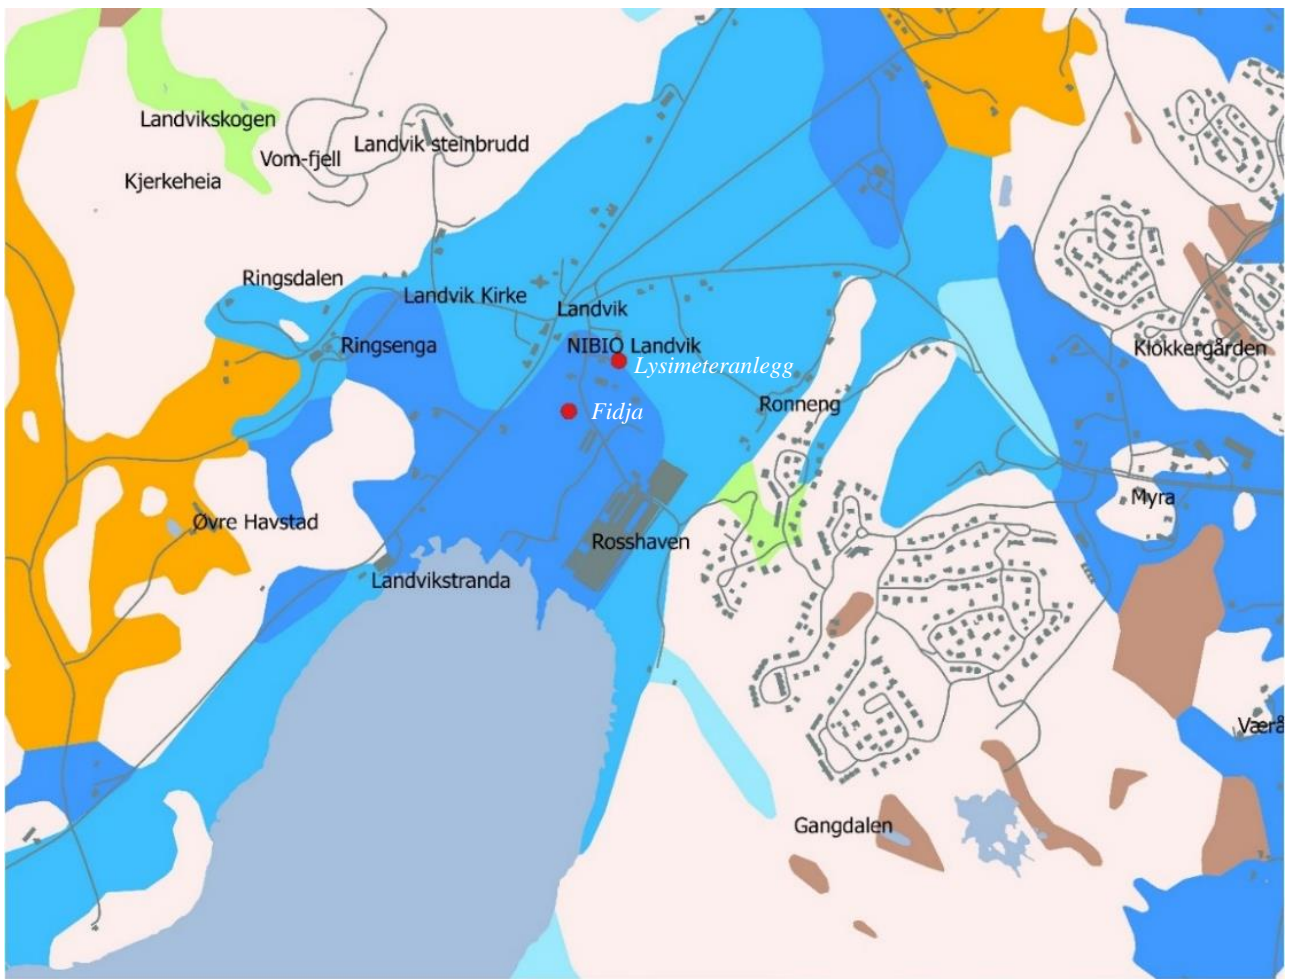 Landvikskogen
Landvik steinbrudd
Vom-fjell
Kjerkeheia
Ringsdalen
Landvik Kirke
Landvik
Ringsenga
NIBIO Landvik
Klokkergården
Lysimeteranlegg
Ronneng
Fidja
Myra
Øvre Havstad
Rosshaven
Landvikstranda
Værå
Gangdalen